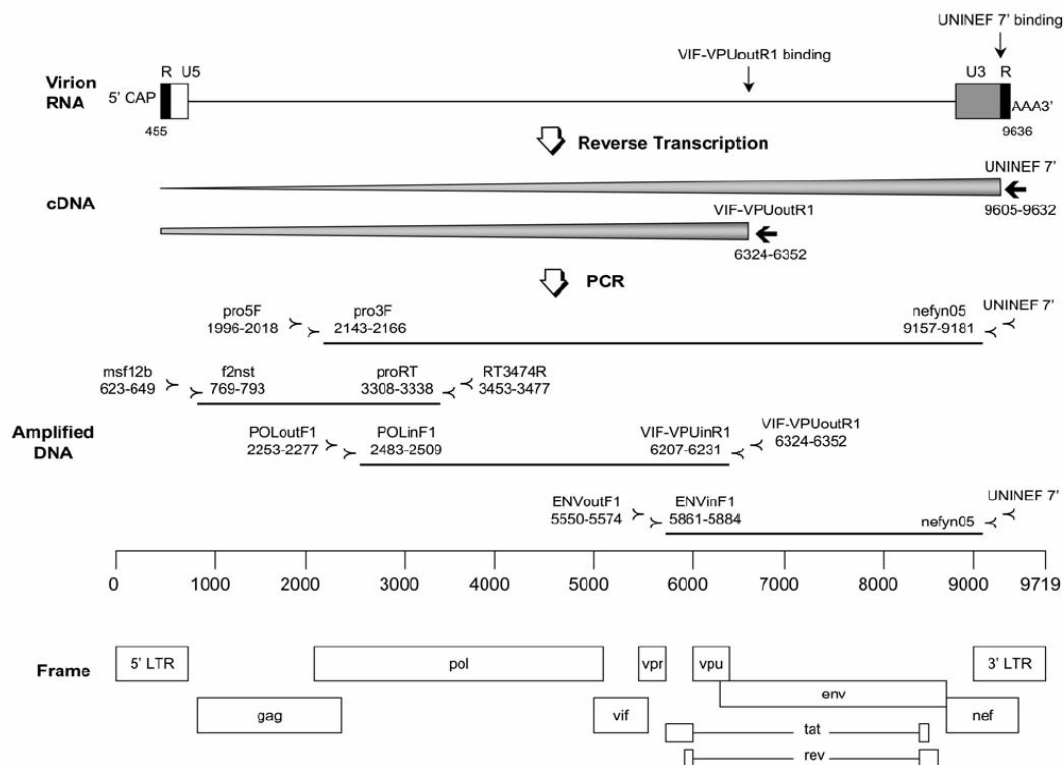 UNINEF 7' binding
VIF-VPUoutR1 binding
R U5
U3 R
Virion
RNA
5' CAP
AAA3'
455
9636
Reverse Transcription
UNINEF 7'
cDNA
9605-9632
VIF-VPUoutR1
6324-6352
PCR
pro5F
1996-2018
pro3F
2143-2166
nefyn05
9157-9181
UNINEF 7'
msf12b
623-649
f2nst
769-793
proRT
3308-3338
RT3474R
3453-3477
Amplified
DNA
POLoutF1
2253-2277
POLinF1
2483-2509
VIF-VPUinR1
6207-6231
VIF-VPUoutR1
6324-6352
ENVoutF1
5550-5574
ENVinF1
5861-5884
nefyn05
UNINEF 7'
0 1000 2000 3000 4000 5000 6000 7000 8000 9000 9719
Frame
5' LTR
pol
vpr
vpu
3' LTR
env
gag
vif
nef
tat
rev